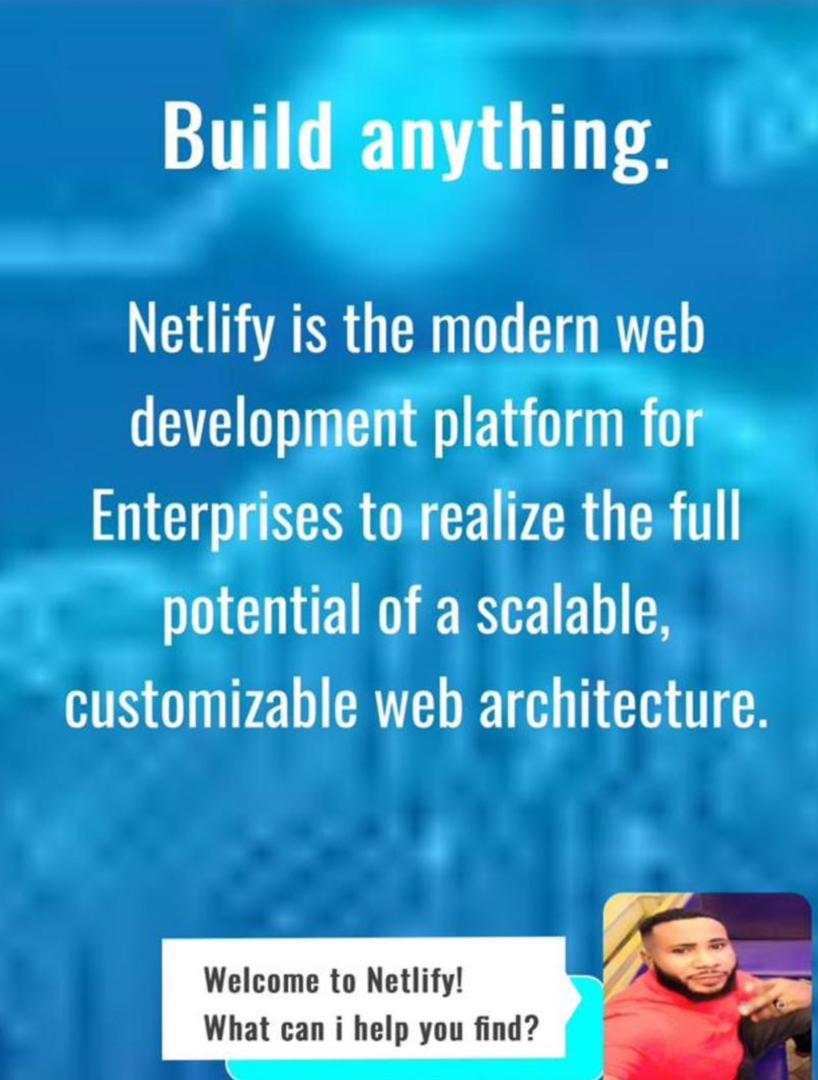 Build anything.
Netlify is the modern web
development platform for
Enterprises to realize the full
potential of a scalable,
customizable web architecture.
Welcome to Netlify!
What can i help you find?